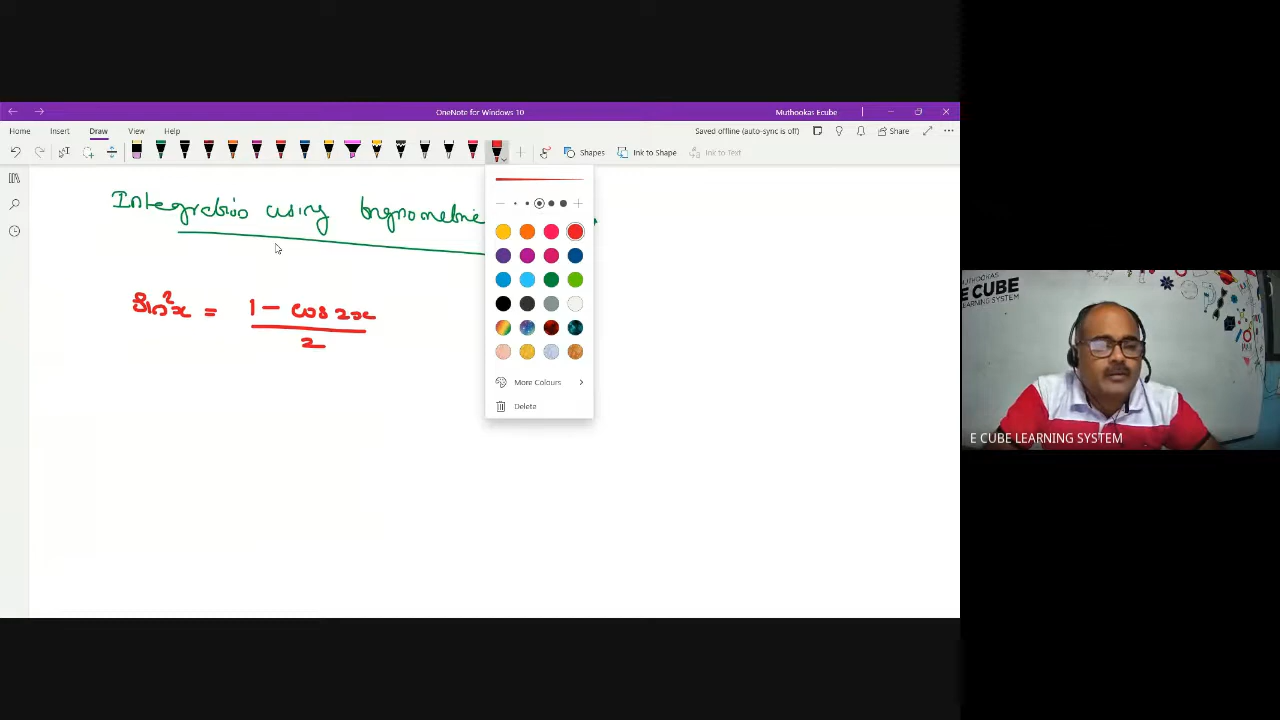 OneNote for Windows 10
Muthookas Ecube
Home Insert Draw View Help
Saved offline (auto-sync is off) Share
Shapes Ink to Shape Ink to Text
Integration using trignometric
sin²x = 1 - cos 2x
2
More Colours
Delete
MUTHOOKAS
E CUBE
LEARNING SYSTEM
E CUBE LEARNING SYSTEM